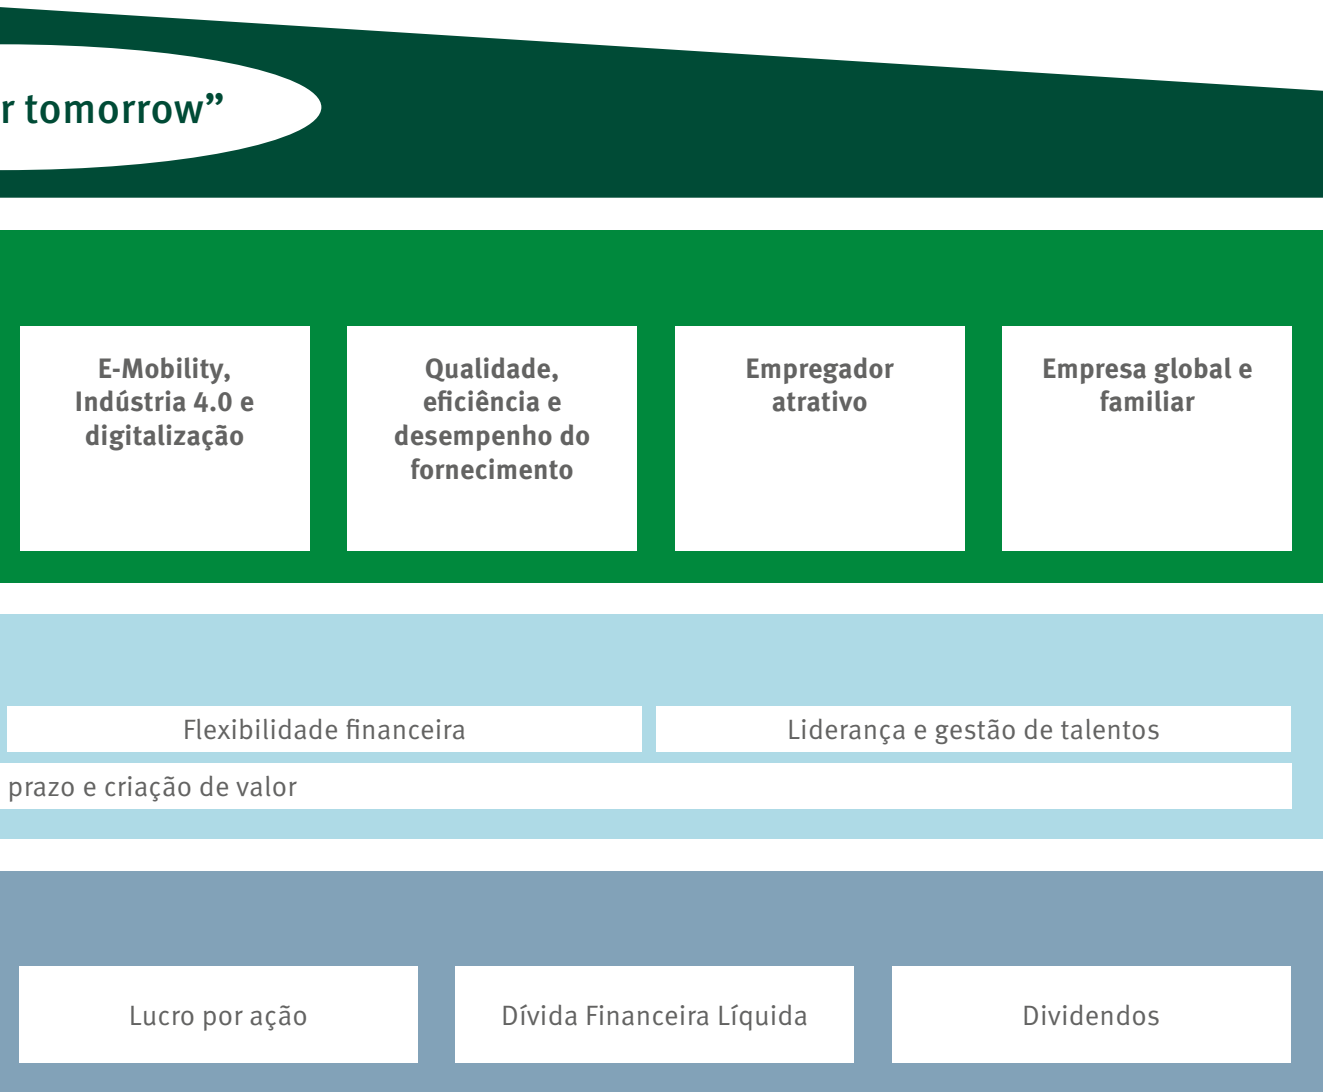 r tomorrow”
E-Mobility,
Indústria 4.0 e
digitalização
Qualidade,
eficiência e
desempenho do
fornecimento
Empregador
atrativo
Empresa global e
familiar
Flexibilidade financeira
Liderança e gestão de talentos
prazo e criação de valor
Lucro por ação
Dívida Financeira Líquida
Dividendos